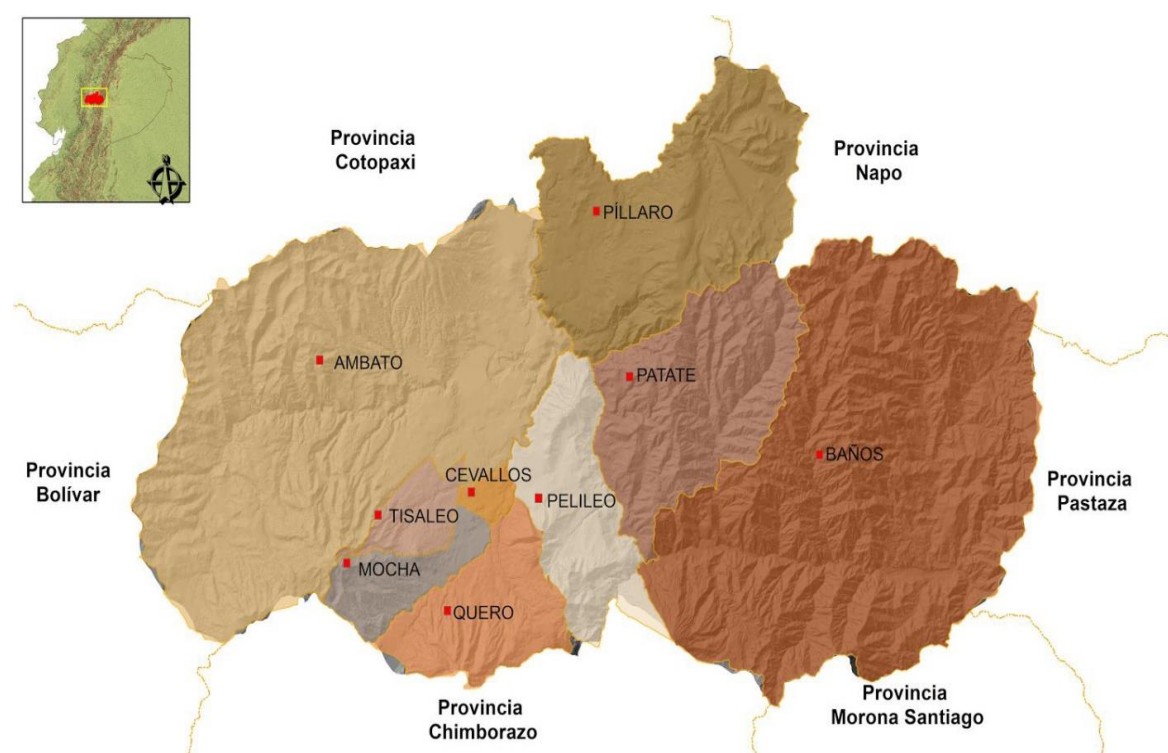 Provincia
Cotopaxi
Provincia
Napo
PÍLLARO
AMBATO
PATATE
BAÑOS
Provincia
Bolívar
CEVALLOS
PELILEO
Provincia
Pastaza
TISALEO
MOCHA
QUERO
Provincia
Chimborazo
Provincia
Morona Santiago